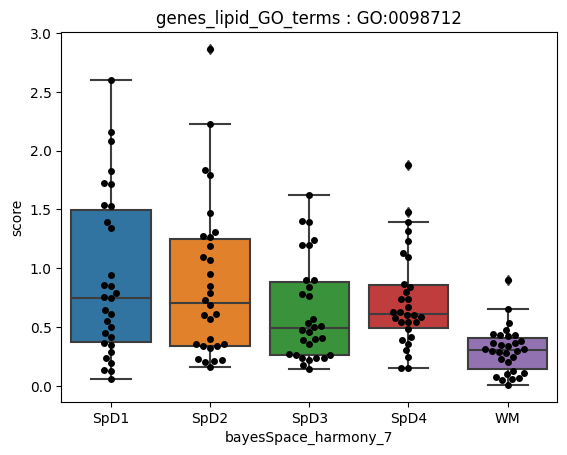 genes_lipid_GO_terms : GO:0098712
3.0
2.5
2.0
1.5
1.0
0.5
0.0
score
SpD1 SpD2 SpD3 SpD4 WM
bayesSpace_harmony_7